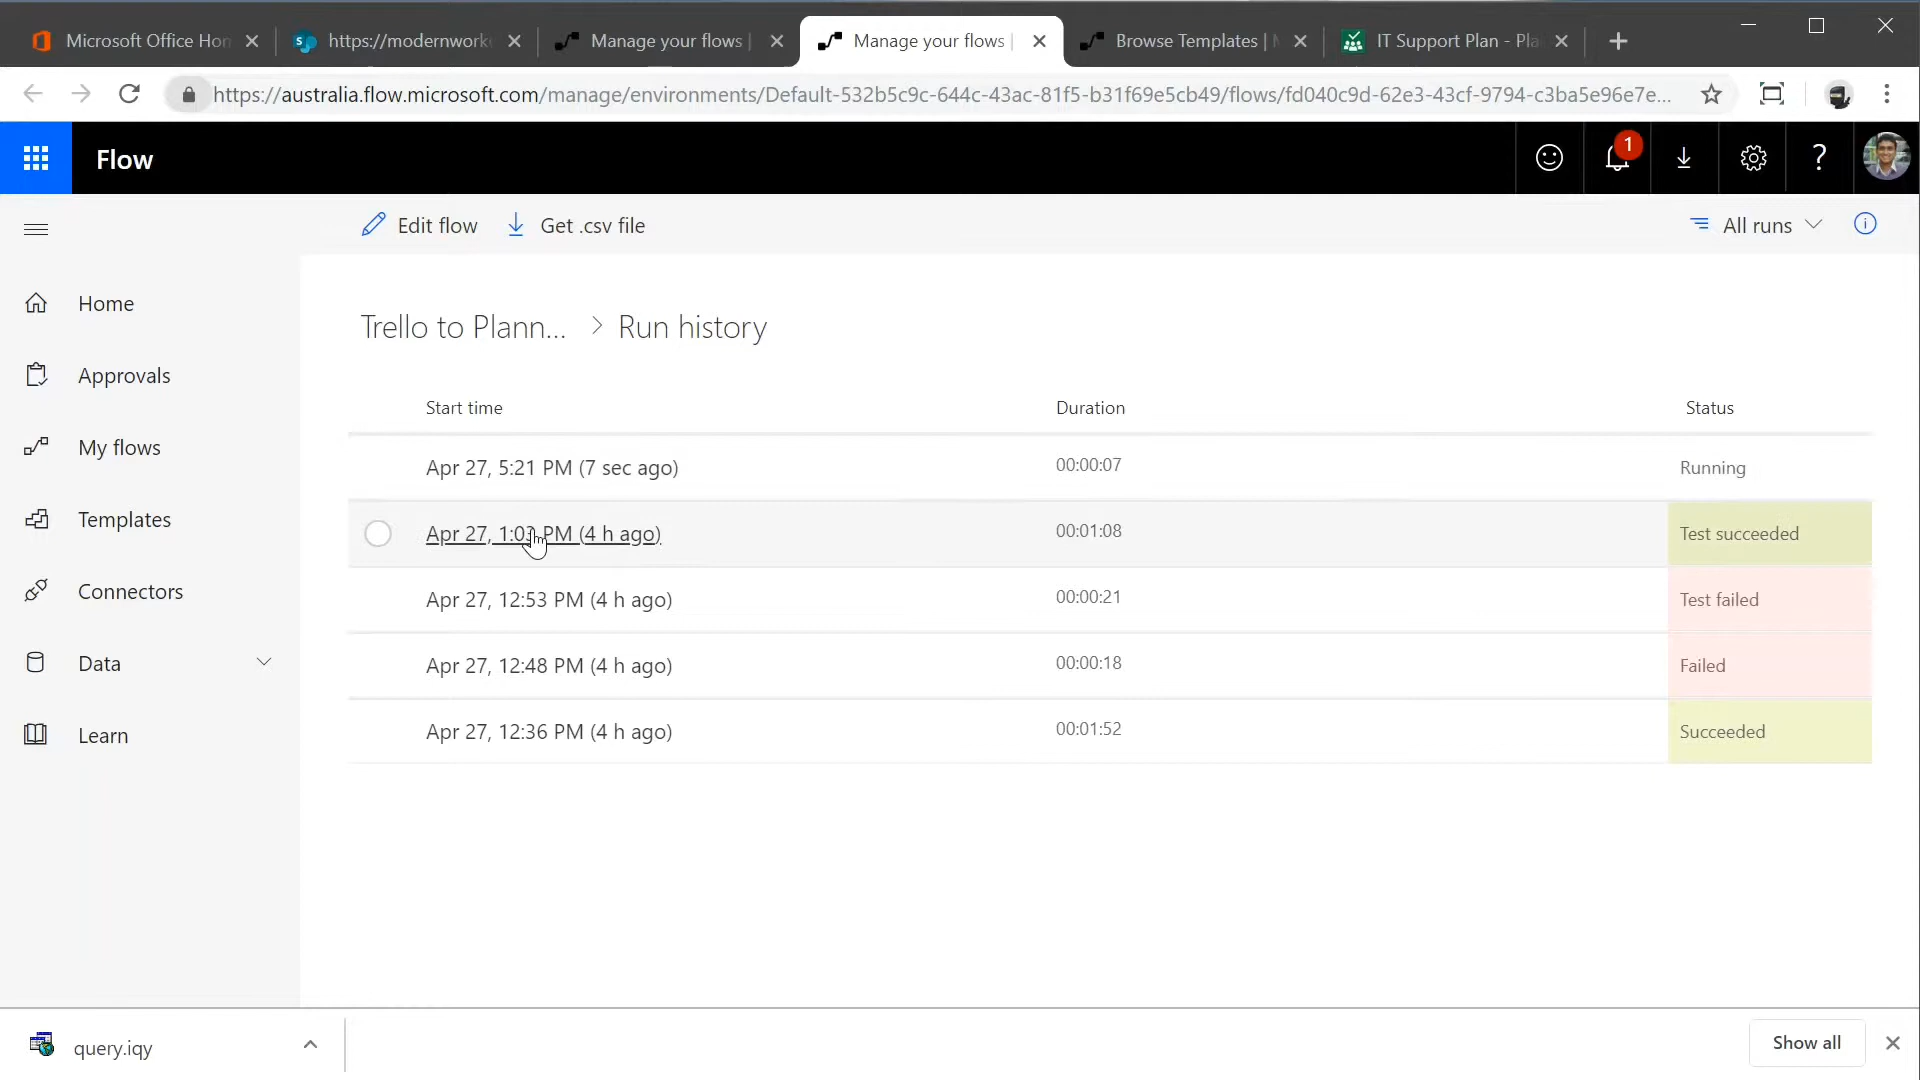 Microsoft Office Hom
https://modernwork
Manage your flows |
Manage your flows |
Browse Templates |
IT Support Plan - Pla
https://australia.flow.microsoft.com/manage/environments/Default-532b5c9c-644c-43ac-81f5-b31f69e5cb49/flows/fd040c9d-62e3-43cf-9794-c3ba5e96e7e...
Flow
1
?
Edit flow
Get .csv file
All runs
Home
Approvals
My flows
Templates
Connectors
Data
Learn
Trello to Plann... > Run history
Start time Duration Status
Apr 27, 5:21 PM (7 sec ago) 00:00:07 Running
Apr 27, 1:03 PM (4 h ago) 00:01:08 Test succeeded
Apr 27, 12:53 PM (4 h ago) 00:00:21 Test failed
Apr 27, 12:48 PM (4 h ago) 00:00:18 Failed
Apr 27, 12:36 PM (4 h ago) 00:01:52 Succeeded
query.iqy
Show all